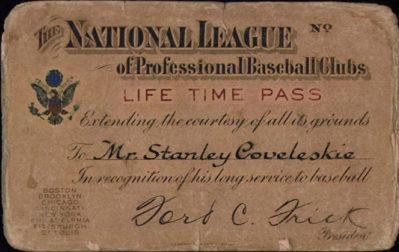 THE NATIONAL LEAGUE Nº
of Professional Baseball Clubs
LIFE TIME PASS
Extending the courtesy of all its grounds
To Mr. Stanley Coveleskie
In recognition of his long service to baseball
BOSTON
BROOKLYN
CHICAGO
CINCINNATI
NEW YORK
PHILADELPHIA
PITTSBURGH
ST LOUIS
Ford C. Frick
President